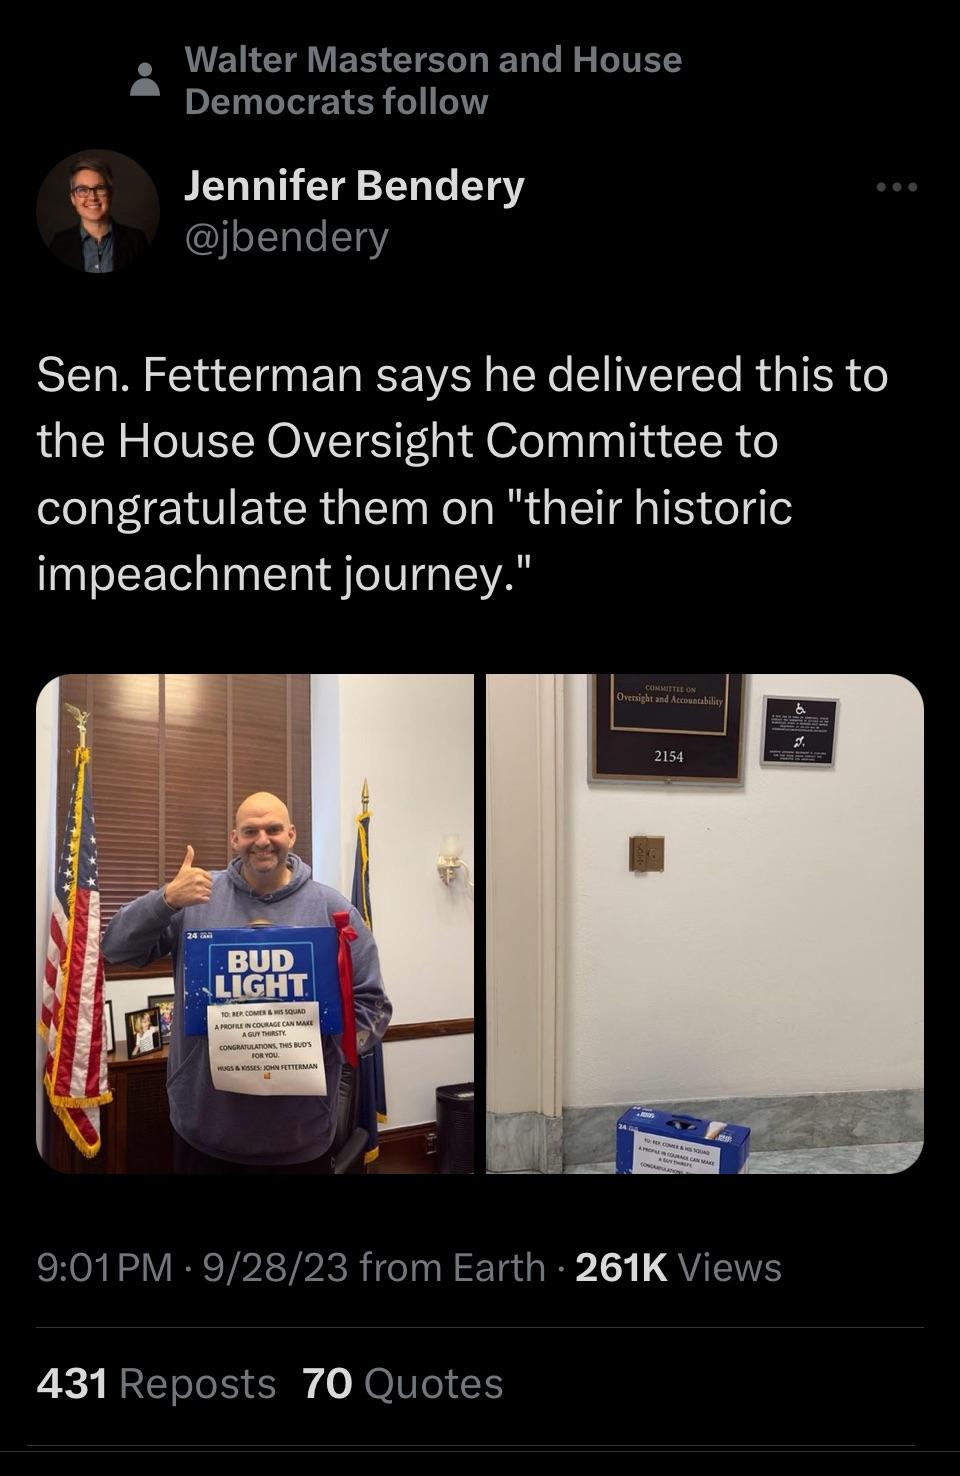 Walter Masterson and House
Democrats follow
Jennifer Bendery
@jbendery
Sen. Fetterman says he delivered this to
the House Oversight Committee to
congratulate them on "their historic
impeachment journey."
24 CANS
BUD
LIGHT
TO: REP. COMER & HIS SQUAD
A PROFILE IN COURAGE CAN MAKE
A GUY THIRSTY.
CONGRATULATIONS, THIS BUD'S
FOR YOU.
HUGS & KISSES: JOHN FETTERMAN
COMMITTEE ON
Oversight and Accountability
2154
24
TO: REP. COMER & HIS SQUAD
A PROFILE IN COURAGE CAN MAKE
A GUY THIRSTY.
9:01 PM · 9/28/23 from Earth · 261K Views
431 Reposts 70 Quotes